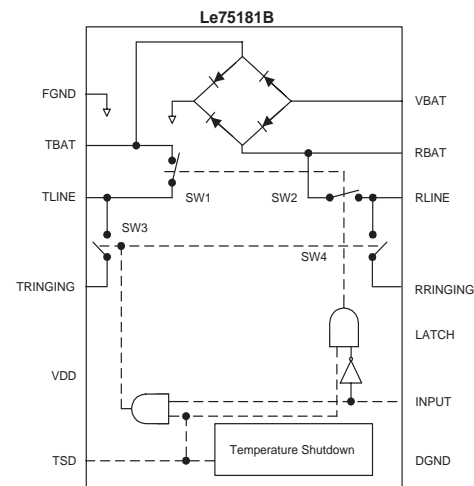 Le75181B
FGND
VBAT
TBAT
RBAT
TLINE
SW1
SW2
RLINE
SW3
SW4
TRINGING
RRINGING
LATCH
VDD
INPUT
Temperature Shutdown
TSD
DGND